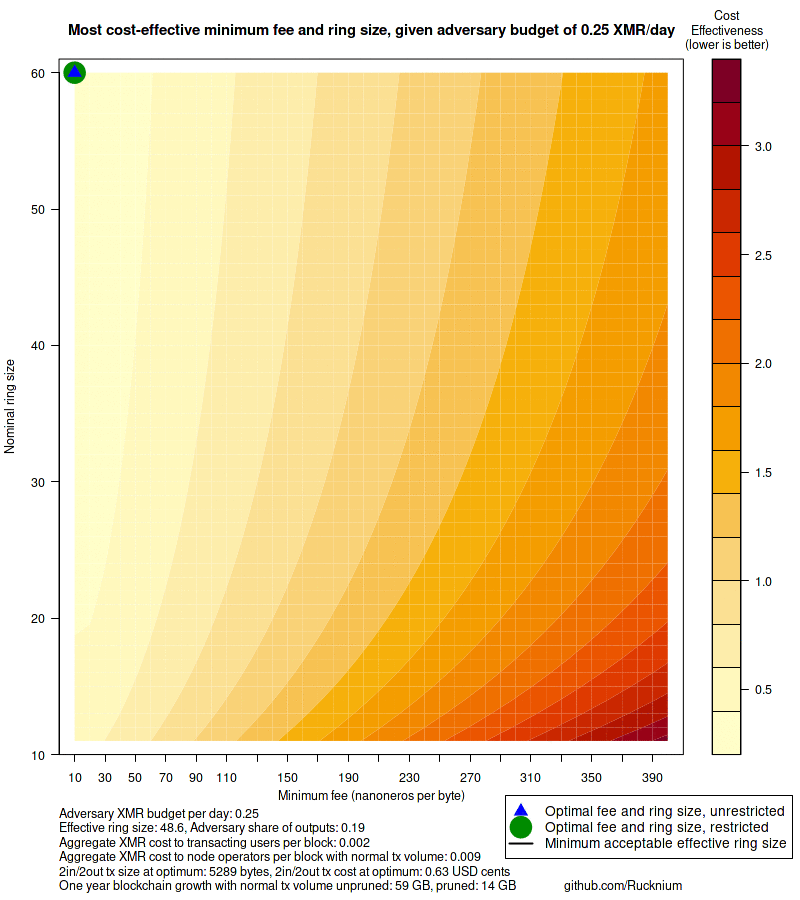 Most cost-effective minimum fee and ring size, given adversary budget of 0.25 XMR/day
Cost
Effectiveness
(lower is better)
60
50
40
30
20
10
Nominal ring size
10 30 50 70 90 110 150 190 230 270 310 350 390
Minimum fee (nanoneros per byte)
3.0
2.5
2.0
1.5
1.0
0.5
Optimal fee and ring size, unrestricted
Optimal fee and ring size, restricted
Minimum acceptable effective ring size
Adversary XMR budget per day: 0.25
Effective ring size: 48.6, Adversary share of outputs: 0.19
Aggregate XMR cost to transacting users per block: 0.002
Aggregate XMR cost to node operators per block with normal tx volume: 0.009
2in/2out tx size at optimum: 5289 bytes, 2in/2out tx cost at optimum: 0.63 USD cents
One year blockchain growth with normal tx volume unpruned: 59 GB, pruned: 14 GB
github.com/Rucknium